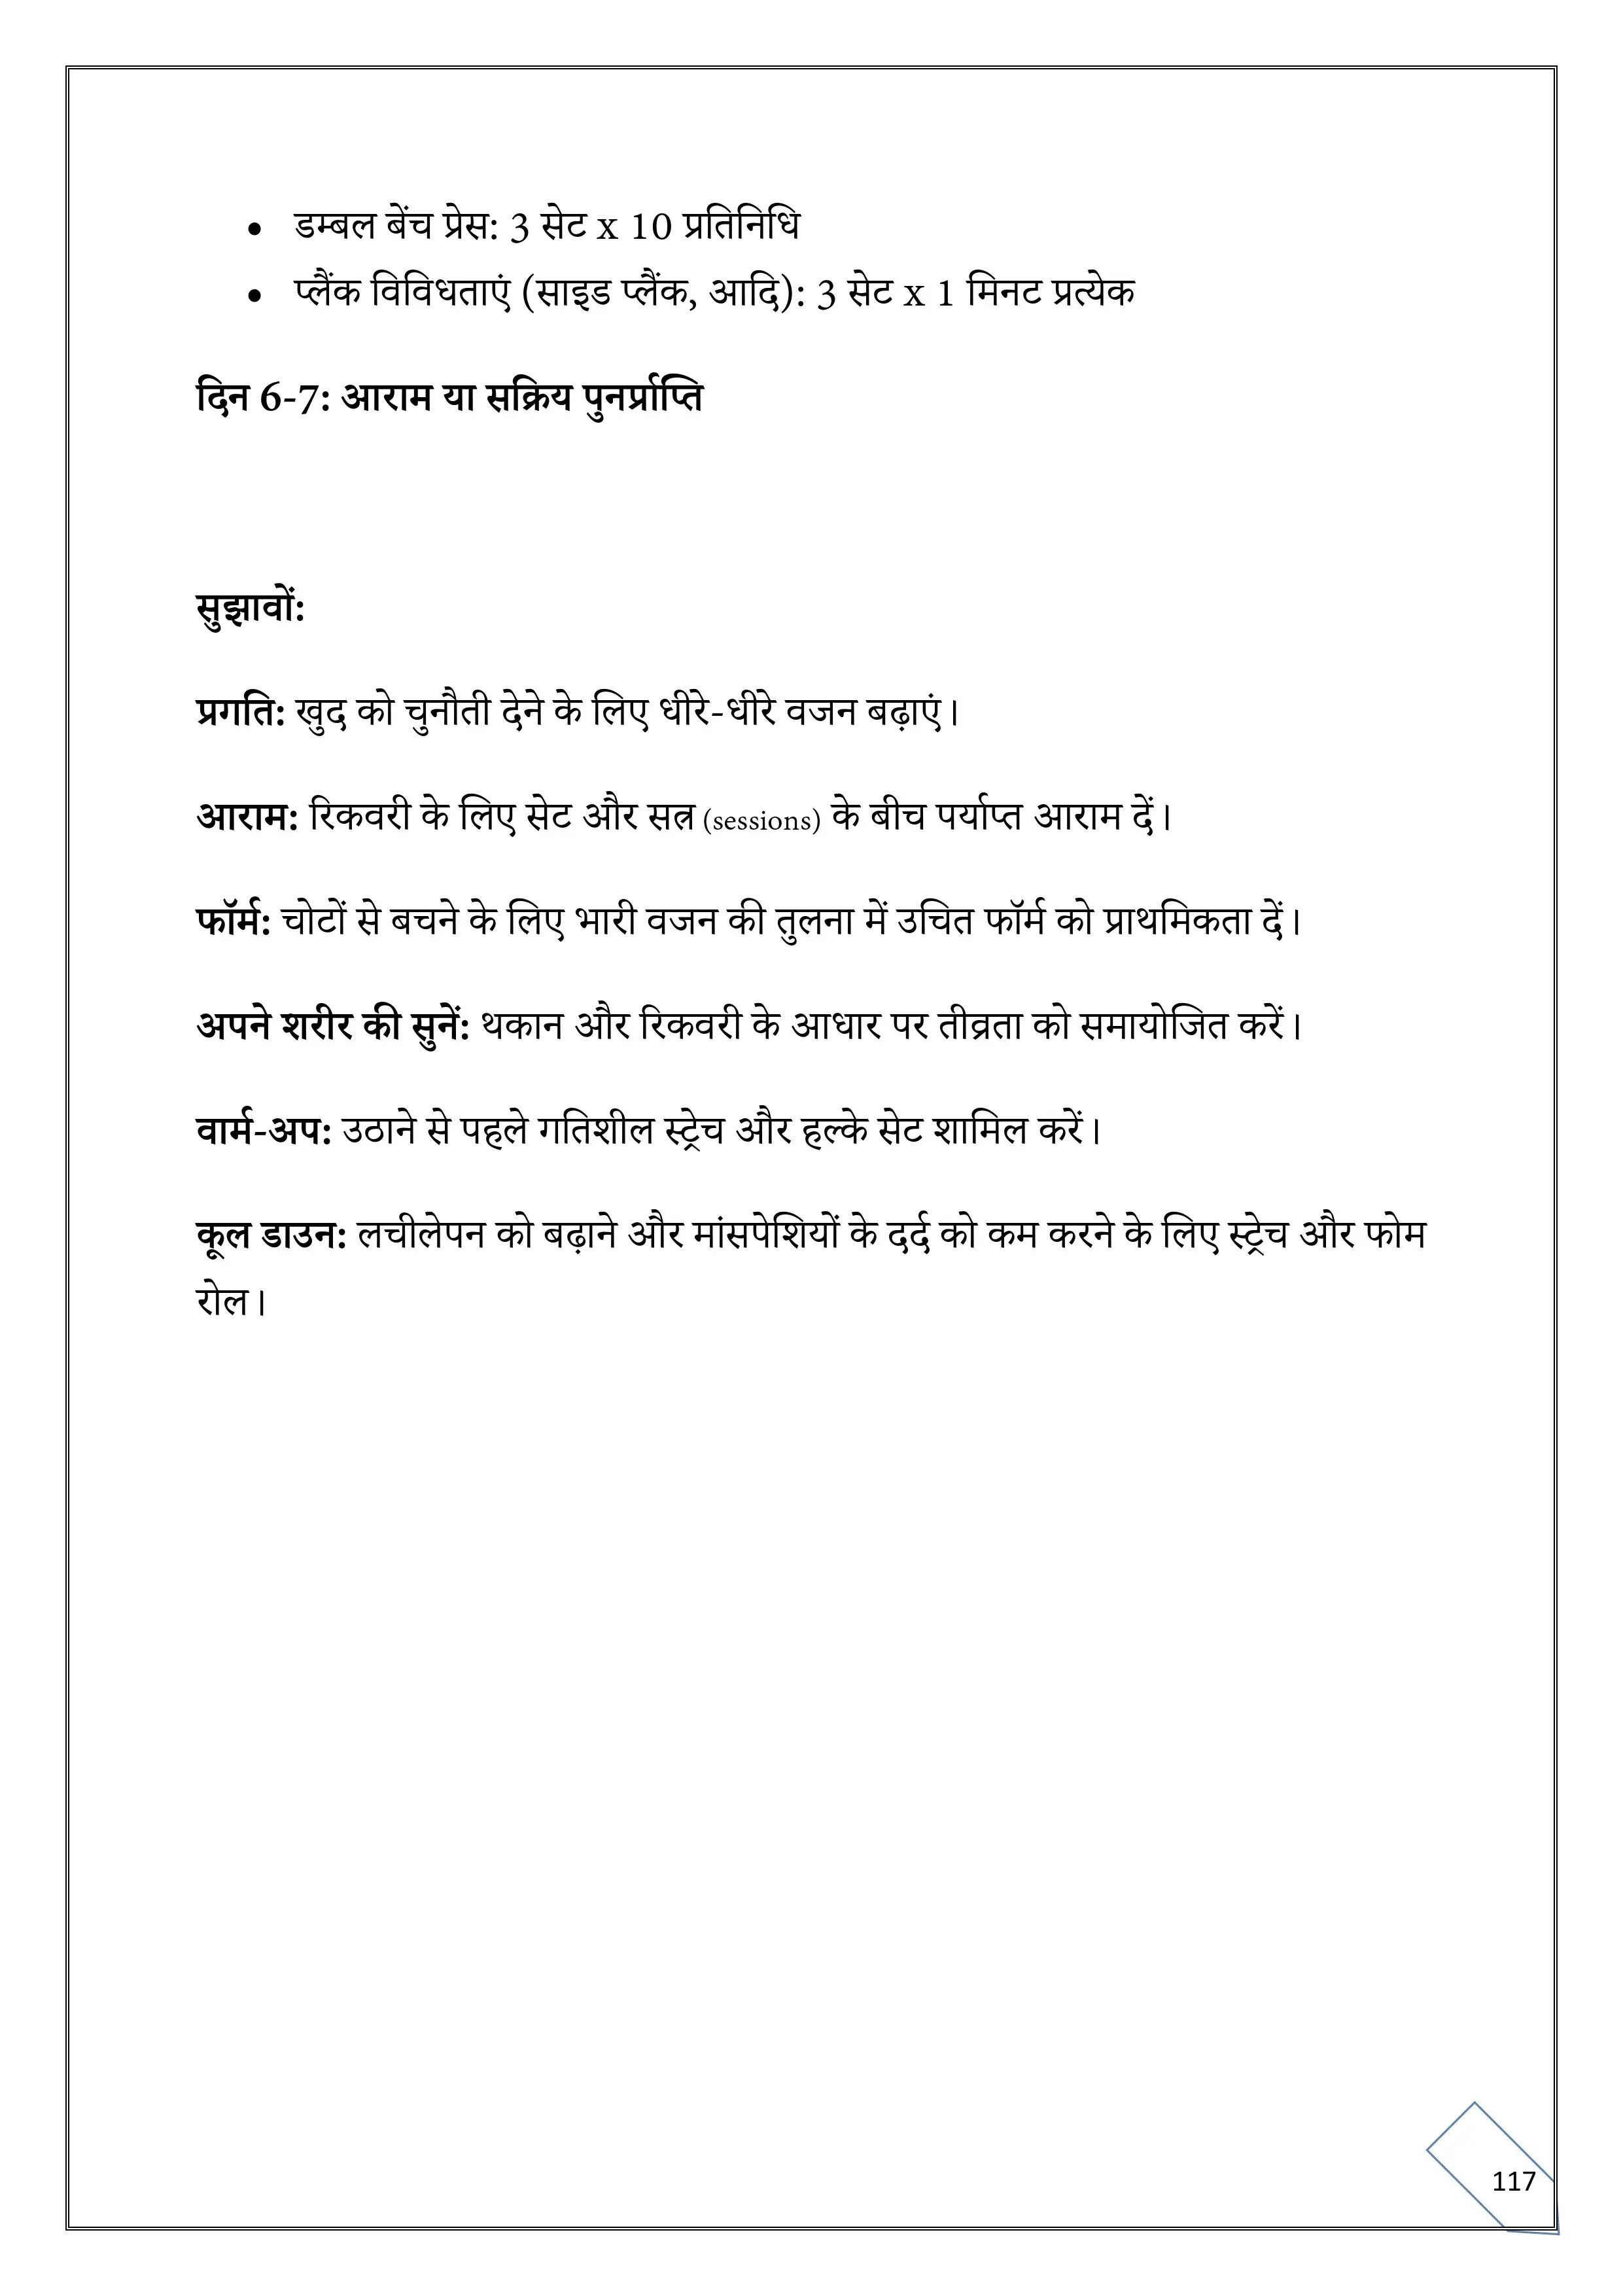 • डम्बल बेंच प्रेस: 3 सेट x 10 प्रतिनिधि
• प्लैंक विविधताएं (साइड प्लैंक, आदि): 3 सेट x 1 मिनट प्रत्येक
दिन 6-7: आराम या सक्रिय पुनर्प्राप्ति
सुझावों:
प्रगति: खुद को चुनौती देने के लिए धीरे-धीरे वजन बढ़ाएं।
आराम: रिकवरी के लिए सेट और सत्र (sessions) के बीच पर्याप्त आराम दें।
फॉर्म: चोटों से बचने के लिए भारी वजन की तुलना में उचित फॉर्म को प्राथमिकता दें।
अपने शरीर की सुनें: थकान और रिकवरी के आधार पर तीव्रता को समायोजित करें।
वार्म-अप: उठाने से पहले गतिशील स्ट्रेच और हल्के सेट शामिल करें।
कूल डाउन: लचीलेपन को बढ़ाने और मांसपेशियों के दर्द को कम करने के लिए स्ट्रेच और फोम
रोल।
117